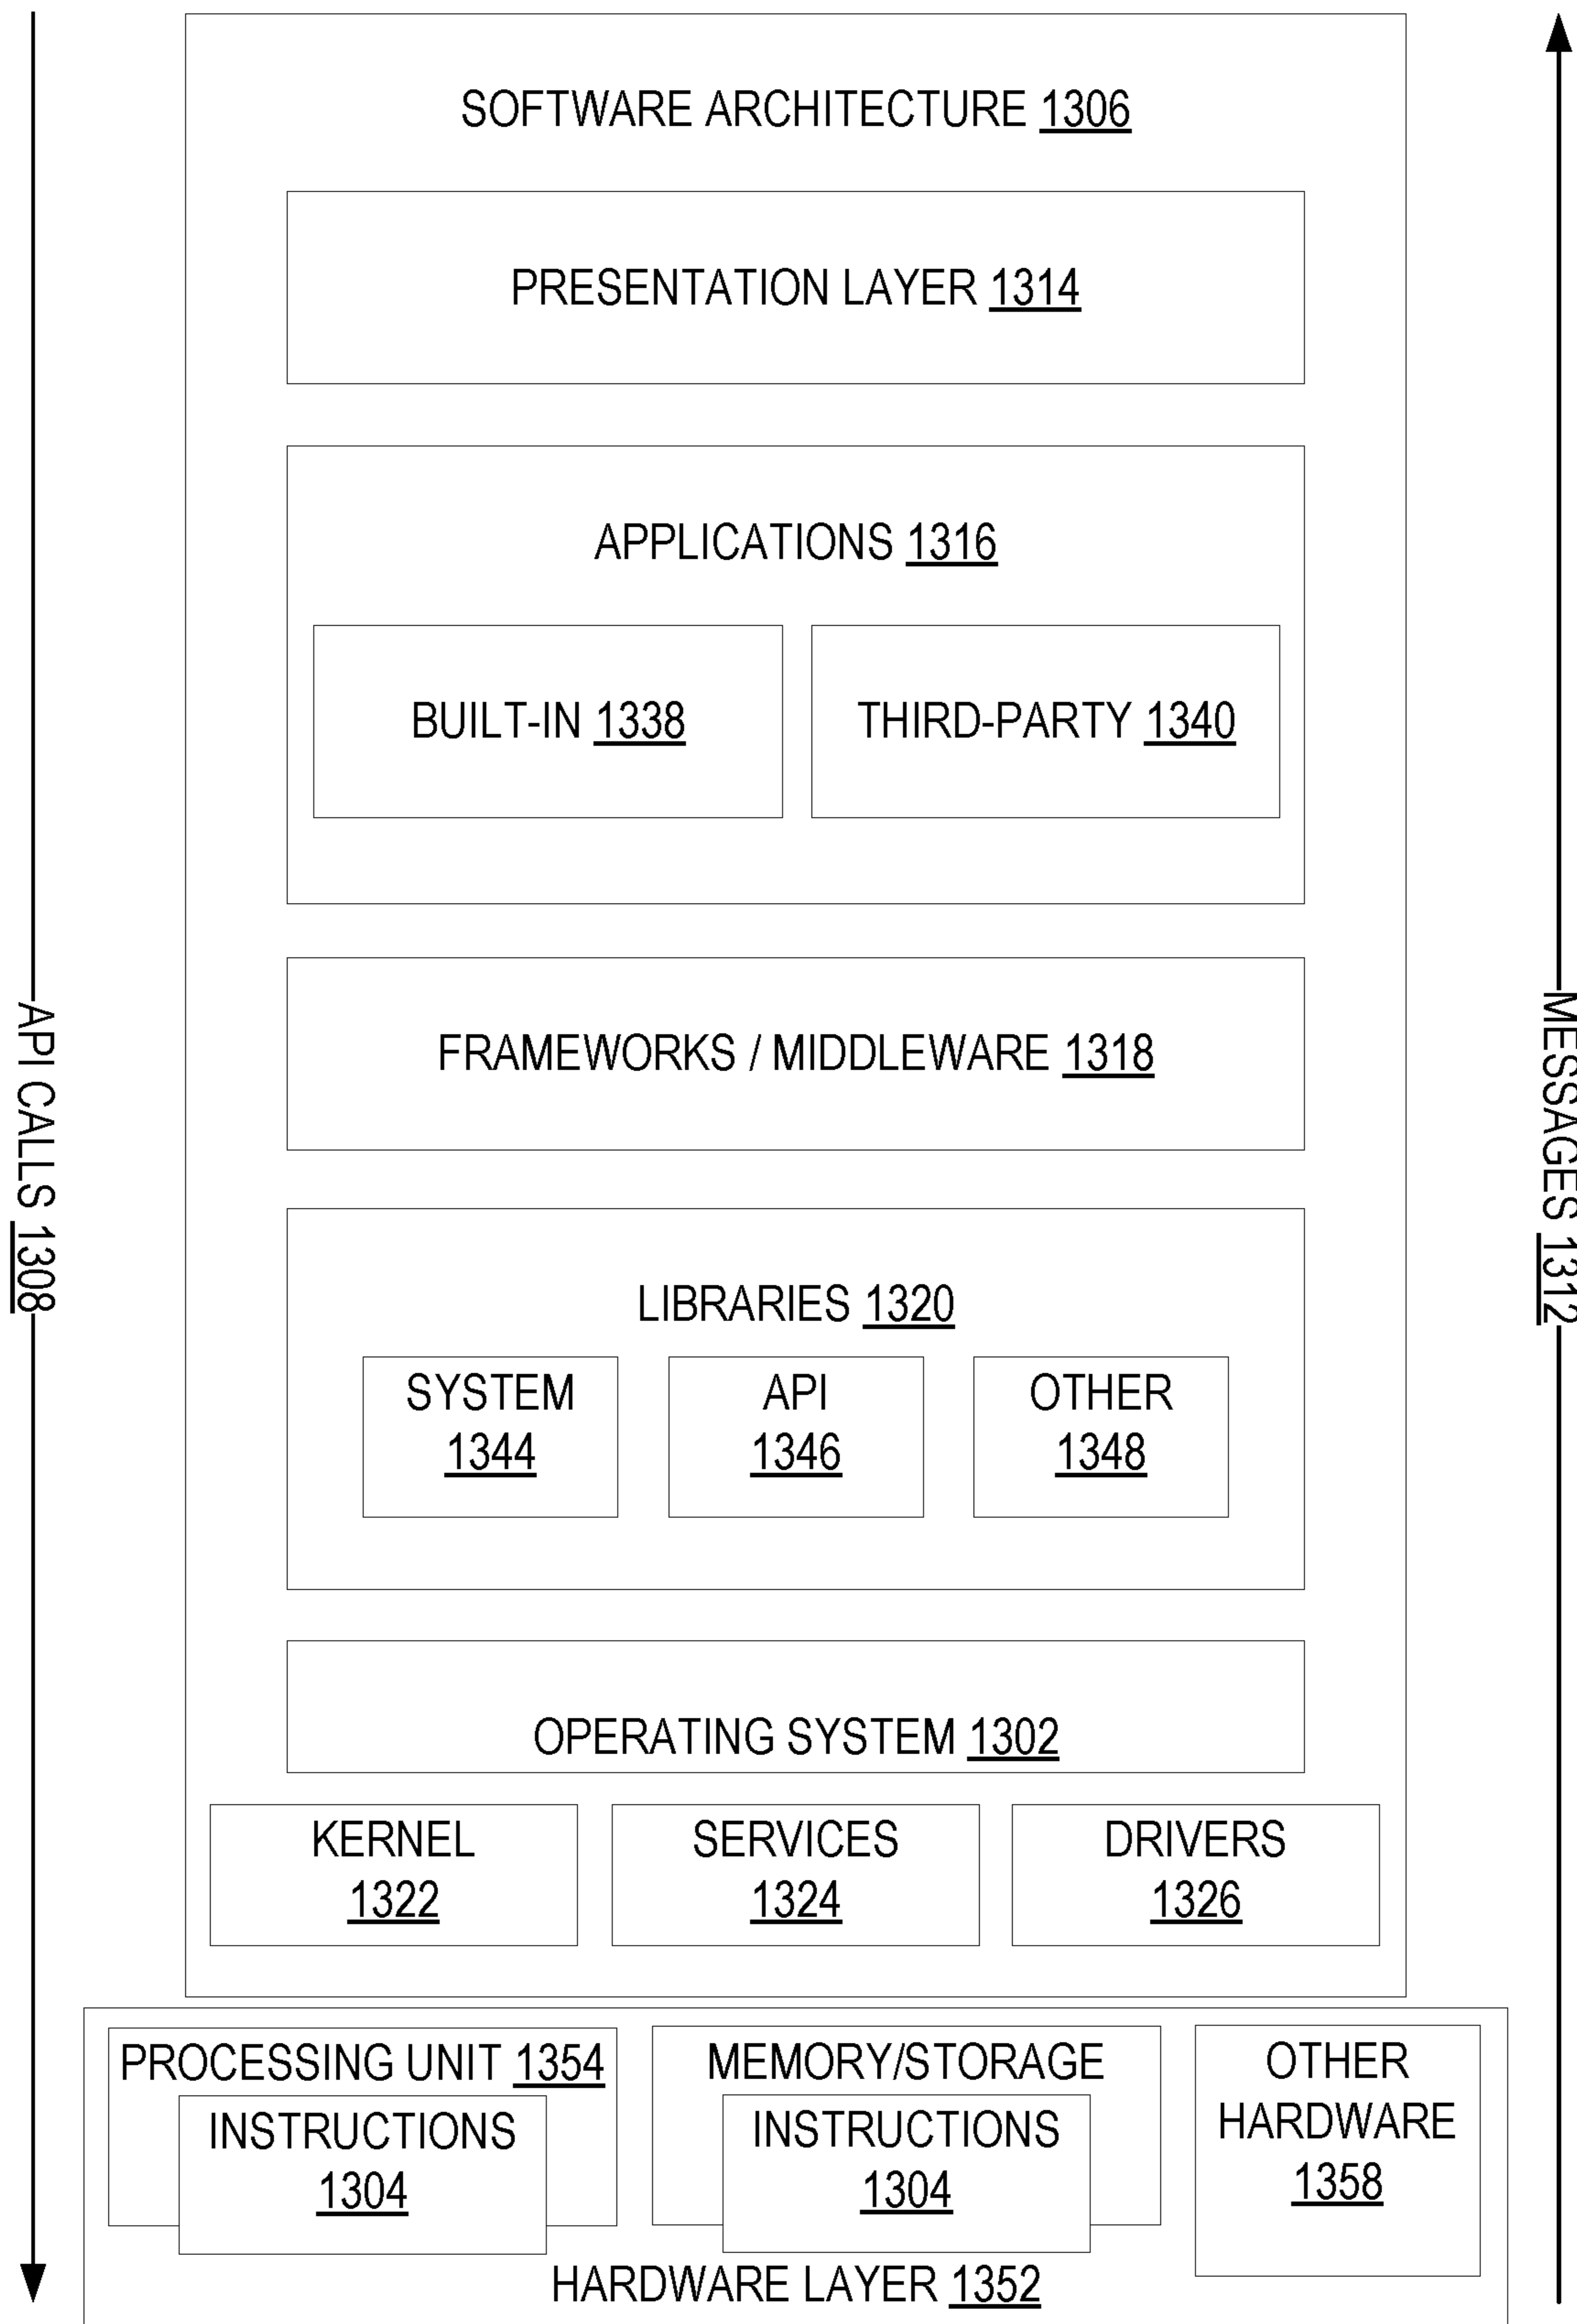 SOFTWARE ARCHITECTURE 1306
PRESENTATION LAYER 1314
APPLICATIONS 1316
BUILT-IN 1338
THIRD-PARTY 1340
FRAMEWORKS / MIDDLEWARE 1318
API CALLS 1308
MESSAGES 1312
LIBRARIES 1320
SYSTEM
1344
API
1346
OTHER
1348
OPERATING SYSTEM 1302
KERNEL
1322
SERVICES
1324
DRIVERS
1326
PROCESSING UNIT 1354
INSTRUCTIONS
1304
MEMORY/STORAGE
INSTRUCTIONS
1304
OTHER
HARDWARE
1358
HARDWARE LAYER 1352